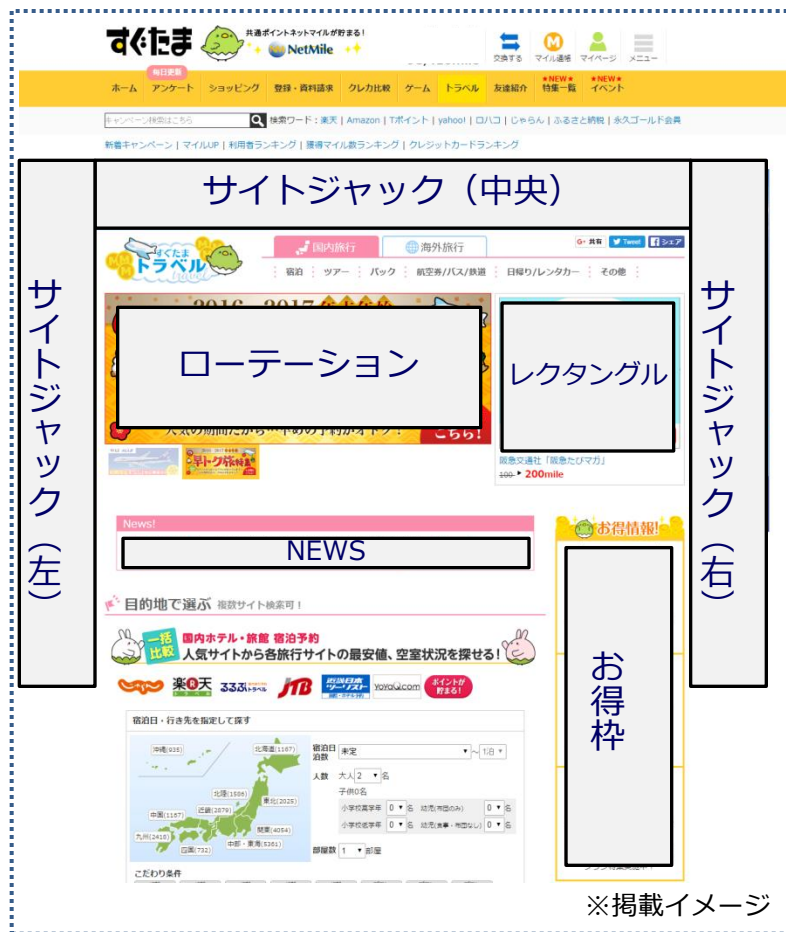 すぐたま
共通ポイントネットマイルが貯まる!
NetMile
交換する マイル通帳 マイページ メニュー
毎日更新
ホーム アンケート ショッピング 登録・資料請求 クレカ比較 ゲーム トラベル 友達紹介 ★NEW★ 特集一覧 ★NEW★ イベント
キャンペーン検索はこちら 検索ワード:楽天 | Amazon | Tポイント | yahoo! | ロハコ | じゃらん | ふるさと納税 | 永久ゴールド会員
新着キャンペーン | マイルUP | 利用者ランキング | 獲得マイル数ランキング | クレジットカードランキング
サイトジャック(中央)
サイトジャック(左)
サイトジャック(右)
すぐたま
トラベル
国内旅行 海外旅行
G+ 共有 Tweet シェア
宿泊 ツアー パック 航空券/バス/鉄道 日帰り/レンタカー その他
ローテーション
レクタングル
こちら!
早トク旅特集
阪急交通社「阪急たびマガ」
100 ▶ 200mile
News!
NEWS
お得情報!
お得枠
目的地で選ぶ 複数サイト検索可!
一括比較
国内ホテル・旅館 宿泊予約
人気サイトから各旅行サイトの最安値、空室状況を探せる!
じゃらん 楽天トラベル るるぶトラベル JTB 近畿日本ツーリスト yoyaQ.com ポイントが貯まる!
宿泊日・行き先を指定して探す
沖縄(935)
北海道(1167)
北陸(1586)
東北(2025)
近畿(2879)
中国(1167)
関東(4054)
九州(2418)
四国(732)
中部・東海(5361)
宿泊日 泊数 未定 ~ 1泊
人数 大人 2 名
子供0名
小学校高学年 0 名 幼児(布団のみ) 0 名
小学校低学年 0 名 幼児(食事・布団なし) 0 名
部屋数 1 部屋
こだわり条件
※掲載イメージ